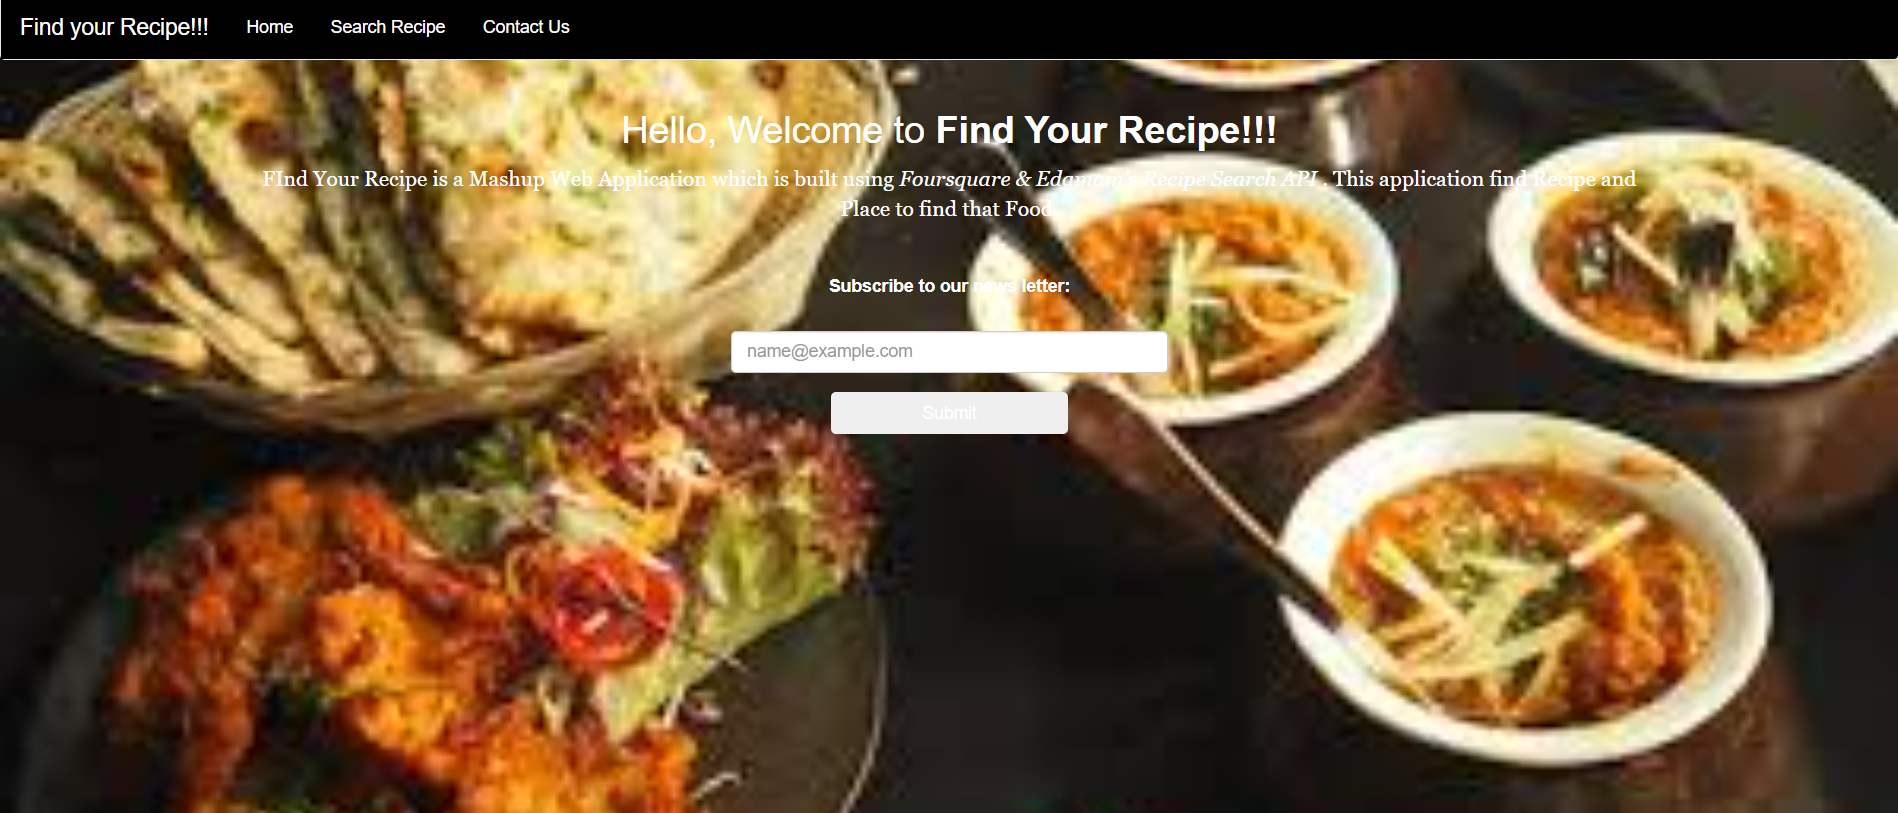 Find your Recipe!!! Home Search Recipe Contact Us
Hello, Welcome to Find Your Recipe!!!
FInd Your Recipe is a Mashup Web Application which is built using Foursquare & Edamam's Recipe Search API . This application find Recipe and
Place to find that Food.
Subscribe to our news letter:
name@example.com
Submit